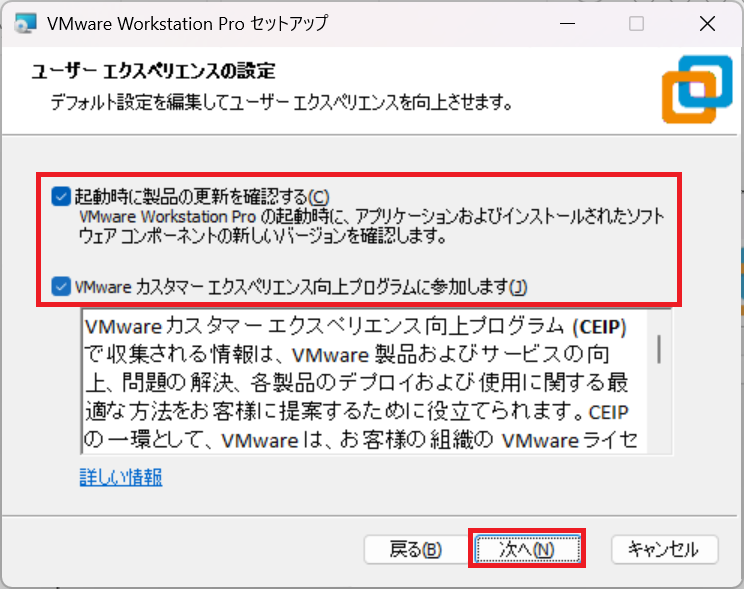 VMware Workstation Pro セットアップ
ユーザー エクスペリエンスの設定
デフォルト設定を編集してユーザー エクスペリエンスを向上させます。
起動時に製品の更新を確認する(C)
VMware Workstation Pro の起動時に、アプリケーションおよびインストールされたソフト
ウェア コンポーネントの新しいバージョンを確認します。
VMware カスタマー エクスペリエンス向上プログラムに参加します(J)
VMware カスタマー エクスペリエンス向上プログラム (CEIP)
で収集される情報は、VMware 製品およびサービスの向
上、問題の解決、各製品のデプロイおよび使用に関する最
適な方法をお客様に提案するために役立てられます。CEIP
の一環として、VMware は、お客様の組織の VMware ライセ
詳しい情報
戻る(B)
次へ(N)
キャンセル